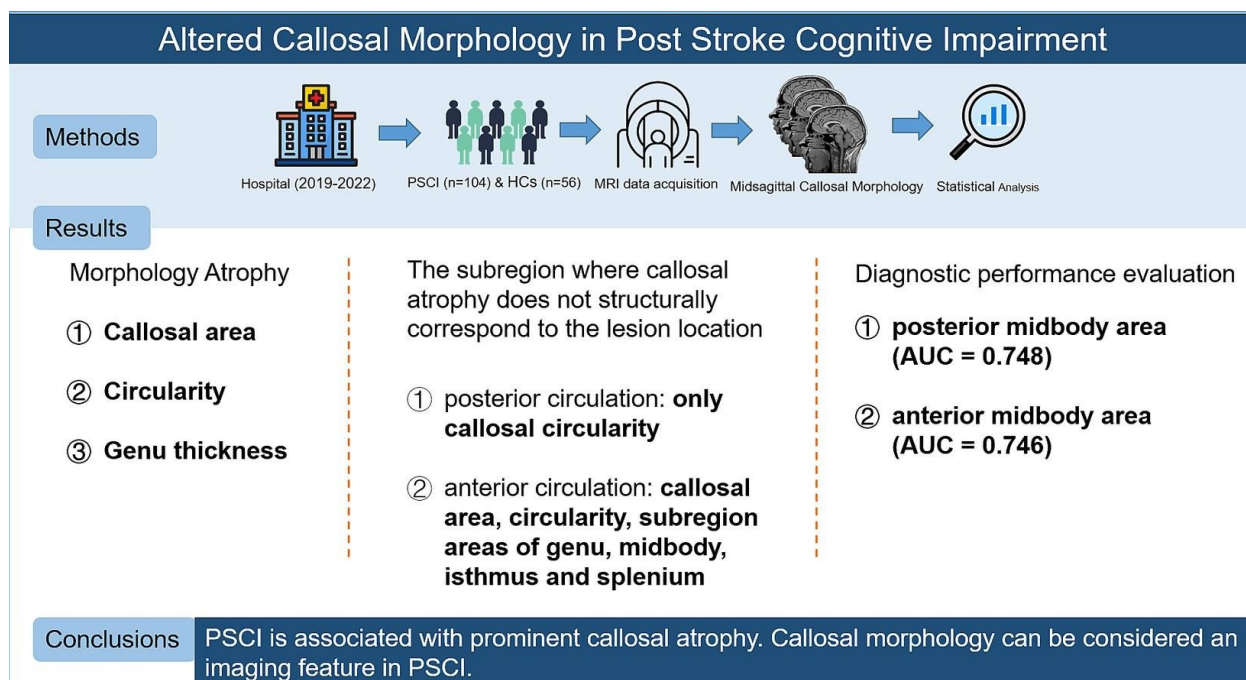 Altered Callosal Morphology in Post Stroke Cognitive Impairment
Methods
Hospital (2019-2022)
PSCI (n=104) & HCs (n=56)
MRI data acquisition
Midsagittal Callosal Morphology
Statistical Analysis
Results
Morphology Atrophy
① Callosal area
② Circularity
③ Genu thickness
The subregion where callosal
atrophy does not structurally
correspond to the lesion location
① posterior circulation: only
callosal circularity
② anterior circulation: callosal
area, circularity, subregion
areas of genu, midbody,
isthmus and splenium
Diagnostic performance evaluation
① posterior midbody area
(AUC = 0.748)
② anterior midbody area
(AUC = 0.746)
Conclusions
PSCI is associated with prominent callosal atrophy. Callosal morphology can be considered an
imaging feature in PSCI.